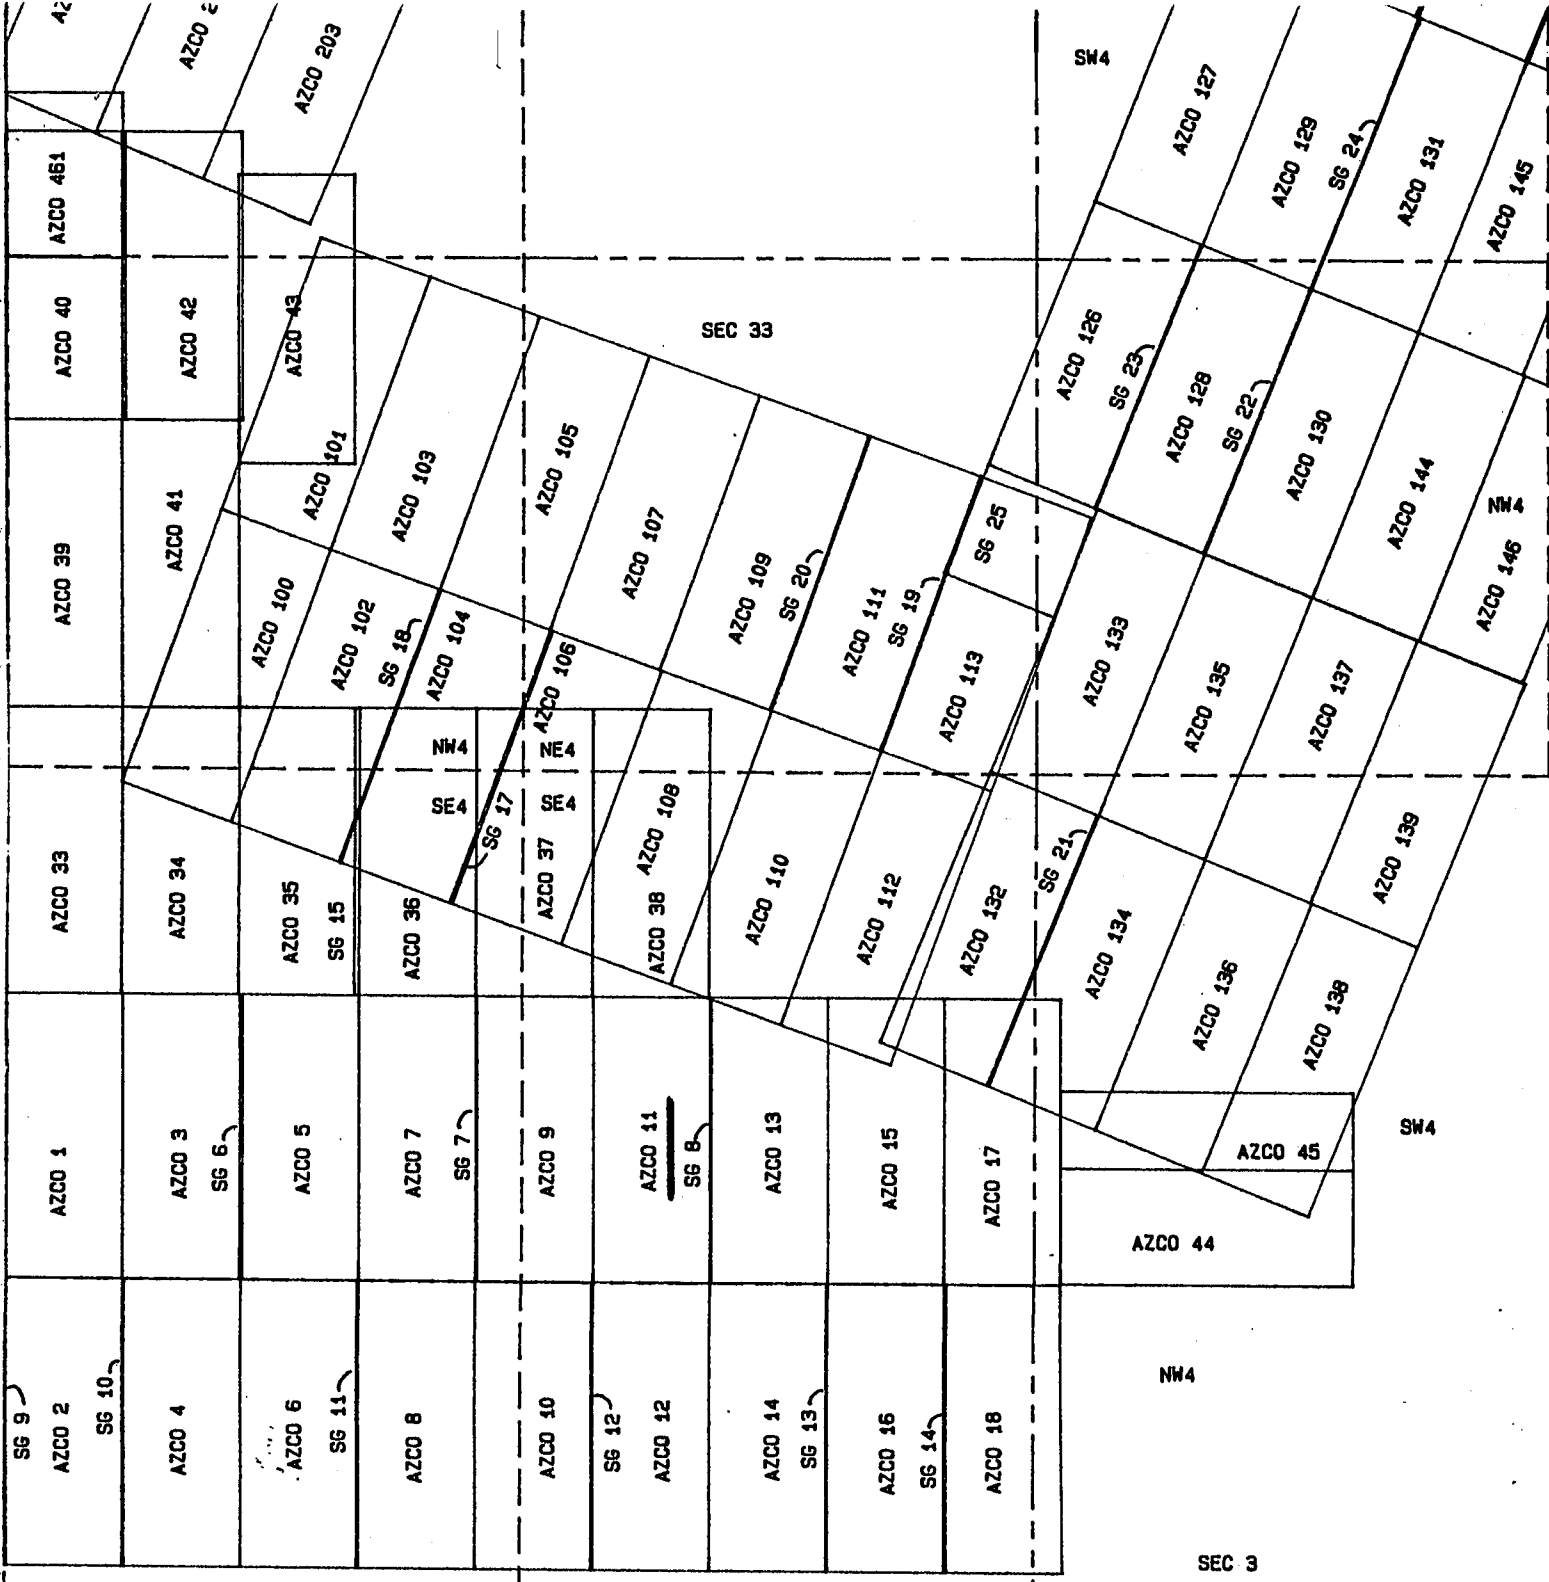 AZCO 203
SW4
AZCO 127
AZCO 129
SG 24
AZCO 131
AZCO 145
AZCO 461
AZCO 40
AZCO 42
AZCO 43
SEC 33
AZCO 126
SG 23
AZCO 128
SG 22
AZCO 130
AZCO 144
NW4
AZCO 146
AZCO 39
AZCO 41
AZCO 101
AZCO 103
AZCO 105
AZCO 107
AZCO 109
SG 20
AZCO 111
SG 19
SG 25
AZCO 100
AZCO 102
SG 18
AZCO 104
AZCO 106
AZCO 113
AZCO 133
AZCO 135
AZCO 137
NW4
NE4
SE4
SE4
SG 17
AZCO 33
AZCO 34
AZCO 35
SG 15
AZCO 36
AZCO 37
AZCO 38
AZCO 108
AZCO 110
AZCO 112
AZCO 132
SG 21
AZCO 134
AZCO 136
AZCO 138
AZCO 139
AZCO 1
AZCO 3
SG 6
AZCO 5
AZCO 7
SG 7
AZCO 9
AZCO 11
SG 8
AZCO 13
AZCO 15
AZCO 17
AZCO 45
SW4
AZCO 44
SG 9
AZCO 2
SG 10
AZCO 4
AZCO 6
SG 11
AZCO 8
AZCO 10
SG 12
AZCO 12
AZCO 14
SG 13
AZCO 16
SG 14
AZCO 18
NW4
SEC 3